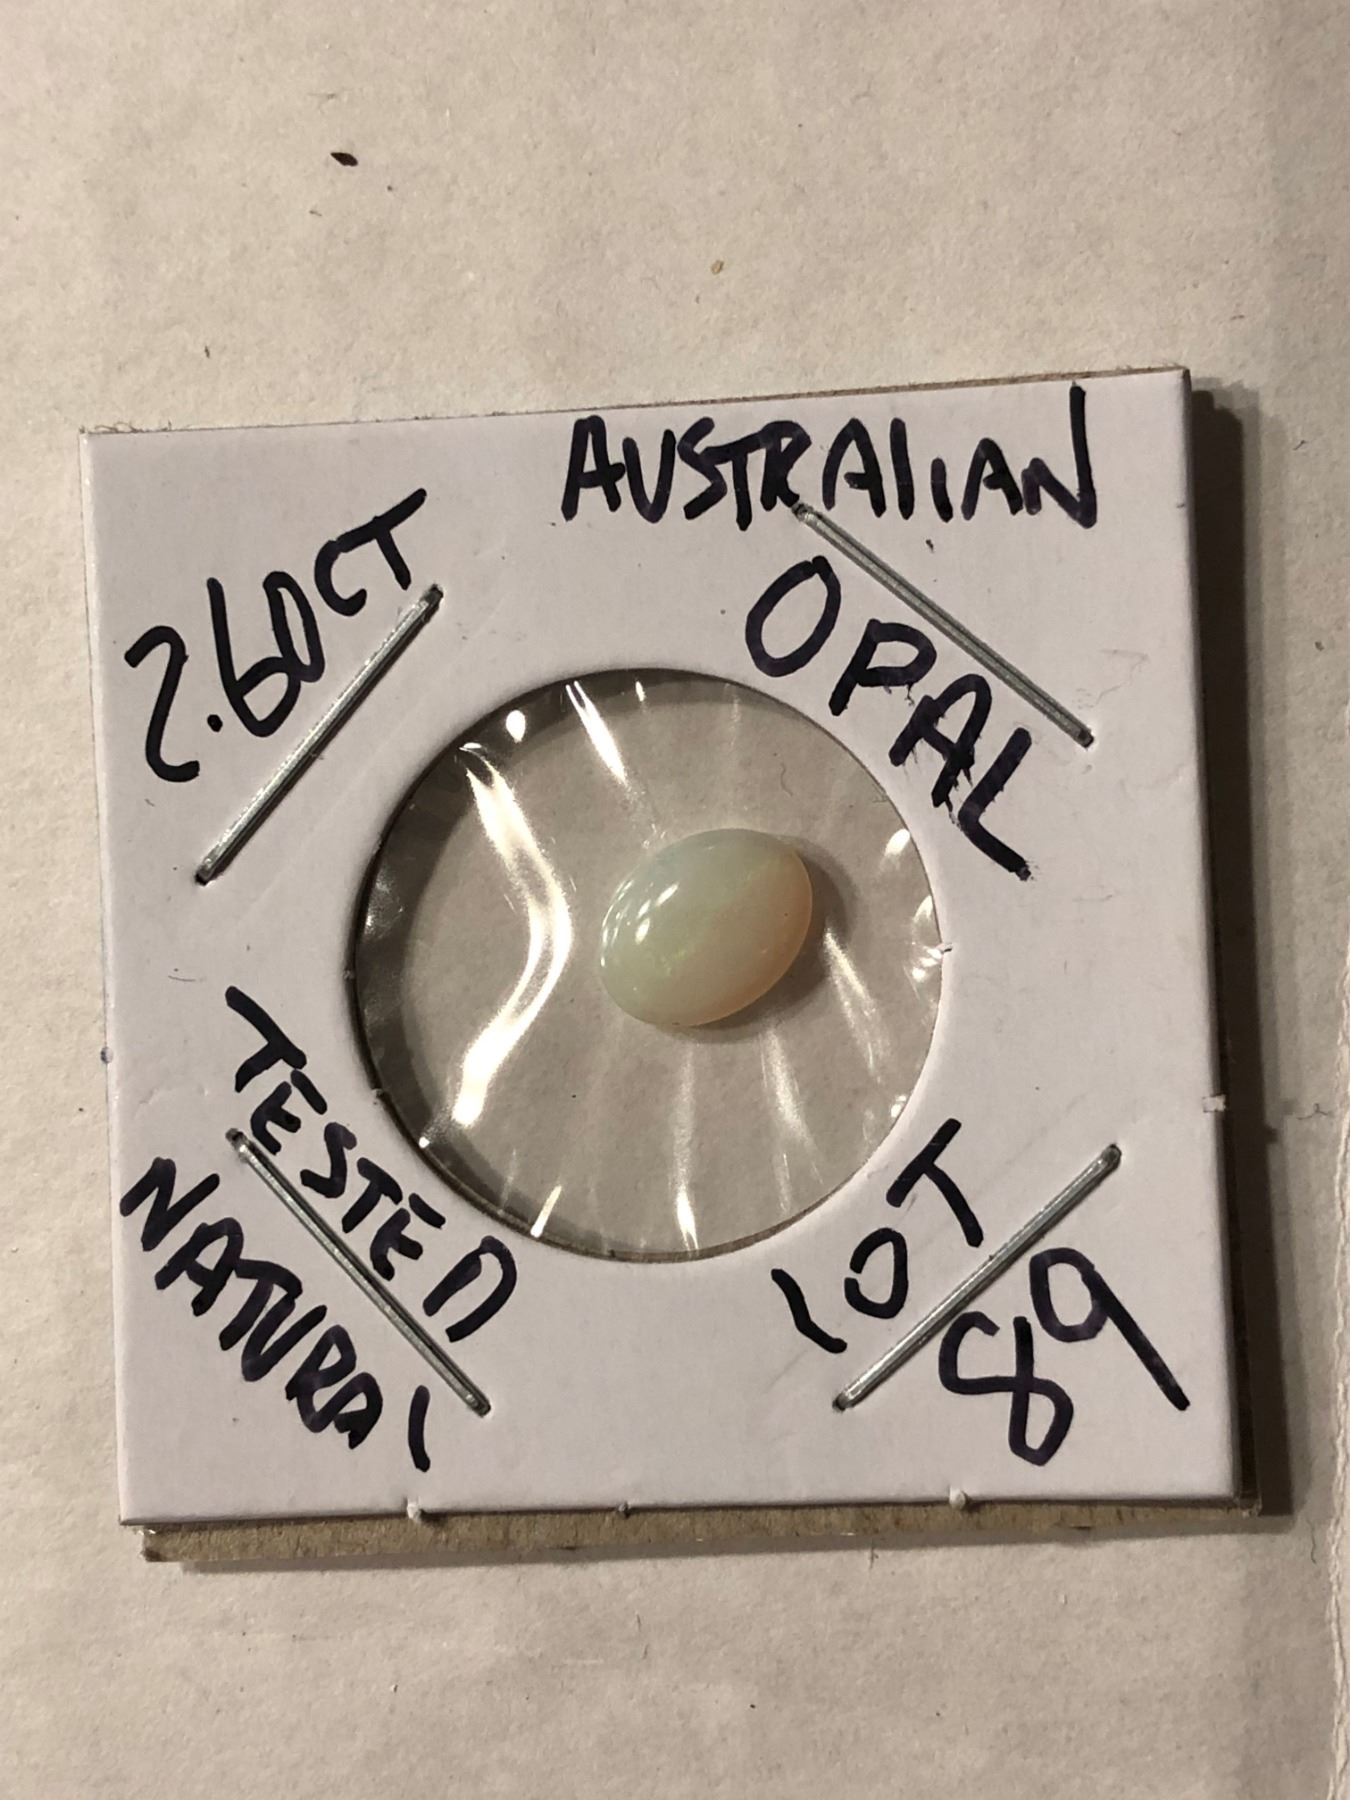 2.60CT
AUSTRALIAN
OPAL
TESTED
NATURAL
LOT
89